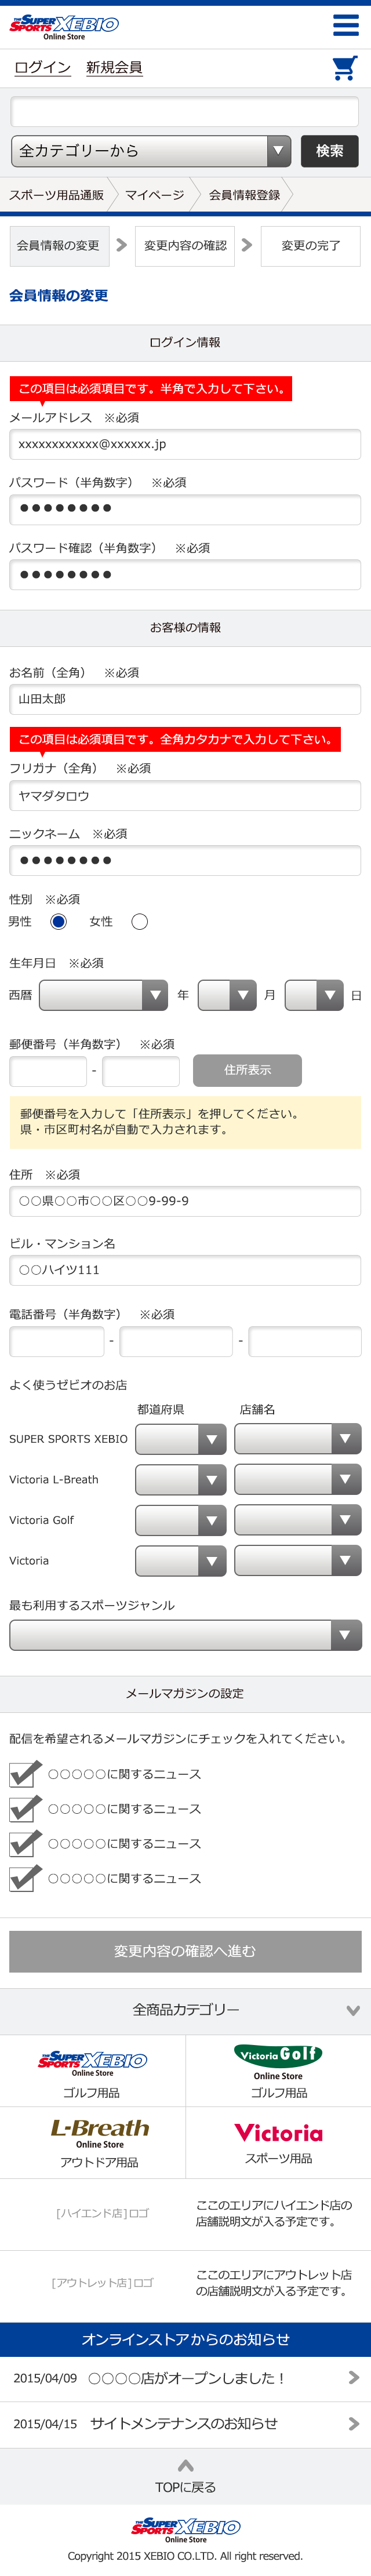 THE SUPER SPORTS XEBIO
Online Store
ログイン 新規会員
全カテゴリーから ▼ 検索
スポーツ用品通販 マイページ 会員情報登録
会員情報の変更 変更内容の確認 変更の完了
会員情報の変更
ログイン情報
この項目は必須項目です。半角で入力して下さい。
メールアドレス ※必須
xxxxxxxxxxxx@xxxxxx.jp
パスワード（半角数字） ※必須
●●●●●●●●
パスワード確認（半角数字） ※必須
●●●●●●●●
お客様の情報
お名前（全角） ※必須
山田太郎
この項目は必須項目です。全角カタカナで入力して下さい。
フリガナ（全角） ※必須
ヤマダタロウ
ニックネーム ※必須
●●●●●●●●
性別 ※必須
男性 女性
生年月日 ※必須
西暦 ▼ 年 ▼ 月 ▼ 日
郵便番号（半角数字） ※必須
- 住所表示
郵便番号を入力して「住所表示」を押してください。
県・市区町村名が自動で入力されます。
住所 ※必須
○○県○○市○○区○○9-99-9
ビル・マンション名
○○ハイツ111
電話番号（半角数字） ※必須
- -
よく使うゼビオのお店
都道府県 店舗名
SUPER SPORTS XEBIO ▼ ▼
Victoria L-Breath ▼ ▼
Victoria Golf ▼ ▼
Victoria ▼ ▼
最も利用するスポーツジャンル
▼
メールマガジンの設定
配信を希望されるメールマガジンにチェックを入れてください。
○○○○○に関するニュース
○○○○○に関するニュース
○○○○○に関するニュース
○○○○○に関するニュース
変更内容の確認へ進む
全商品カテゴリー
THE SUPER SPORTS XEBIO
Online Store
ゴルフ用品
Victoria Golf
Online Store
ゴルフ用品
L-Breath
Online Store
アウトドア用品
Victoria
スポーツ用品
[ハイエンド店]ロゴ
ここのエリアにハイエンド店の
店舗説明文が入る予定です。
[アウトレット店]ロゴ
ここのエリアにアウトレット店
の店舗説明文が入る予定です。
オンラインストアからのお知らせ
2015/04/09 ○○○○店がオープンしました！
2015/04/15 サイトメンテナンスのお知らせ
TOPに戻る
THE SUPER SPORTS XEBIO
Online Store
Copyright 2015 XEBIO CO.LTD. All right reserved.